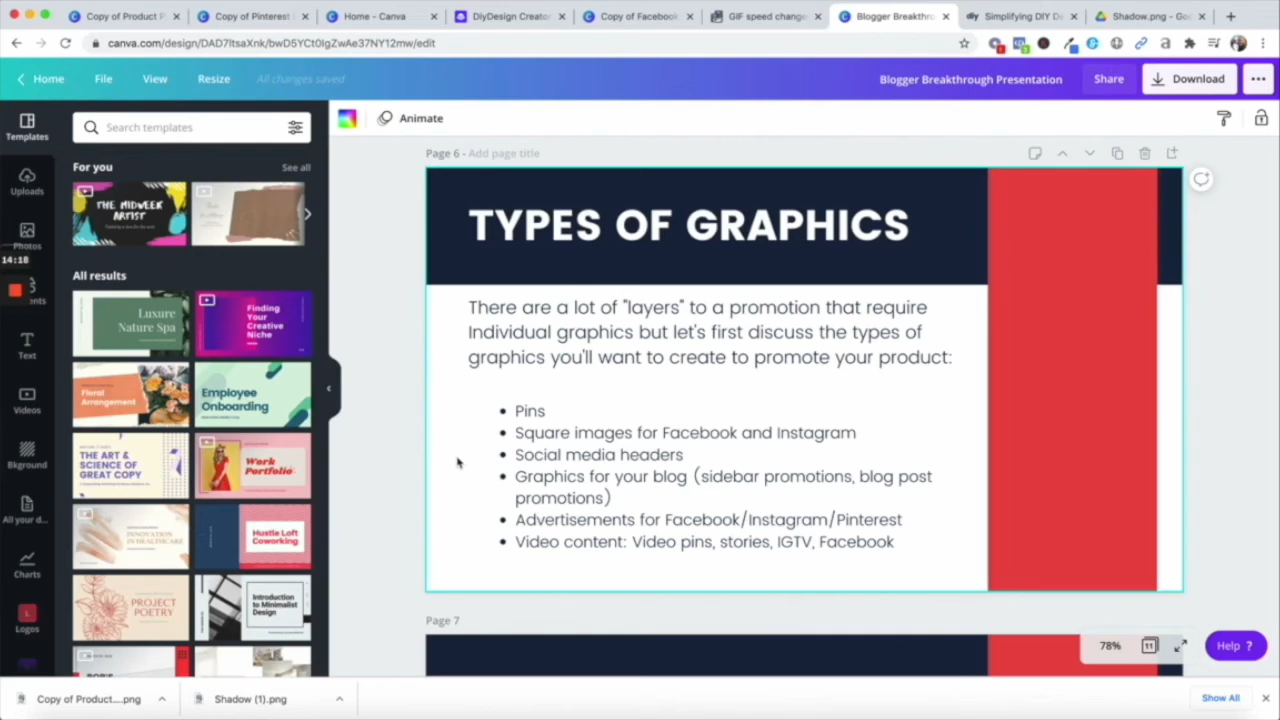 Copy of Product P
Copy of Pinterest
Home - Canva
DiyDesign Creator
Copy of Facebook
GIF speed change
Blogger Breakthro
Simplifying DIY De
Shadow.png - Goo
canva.com/design/DAD7ltsaXnk/bwD5YCt0IgZwAe37NY12mw/edit
Home
File
View
Resize
All changes saved
Blogger Breakthrough Presentation
Share
Download
Templates
Uploads
Photos
14:18
Text
Videos
Bkground
All your d...
Charts
Logos
Search templates
For you
See all
THE MIDWEEK
ARTIST
All results
Luxure
Nature Spa
Finding
Your
Creative
Niche
Floral
Arrangement
Employee
Onboarding
THE ART &
SCIENCE OF
GREAT COPY
Work
Portfolio
INNOVATION
IN HEALTHCARE
Hustle Loft
Coworking
PROJECT
POETRY
Introduction
to Minimalist
Design
Animate
Page 6 - Add page title
TYPES OF GRAPHICS
There are a lot of "layers" to a promotion that require
Individual graphics but let's first discuss the types of
graphics you'll want to create to promote your product:
• Pins
• Square images for Facebook and Instagram
• Social media headers
• Graphics for your blog (sidebar promotions, blog post
promotions)
• Advertisements for Facebook/Instagram/Pinterest
• Video content: Video pins, stories, IGTV, Facebook
Page 7
78%
11
Help ?
Copy of Product....png
Shadow (1).png
Show All